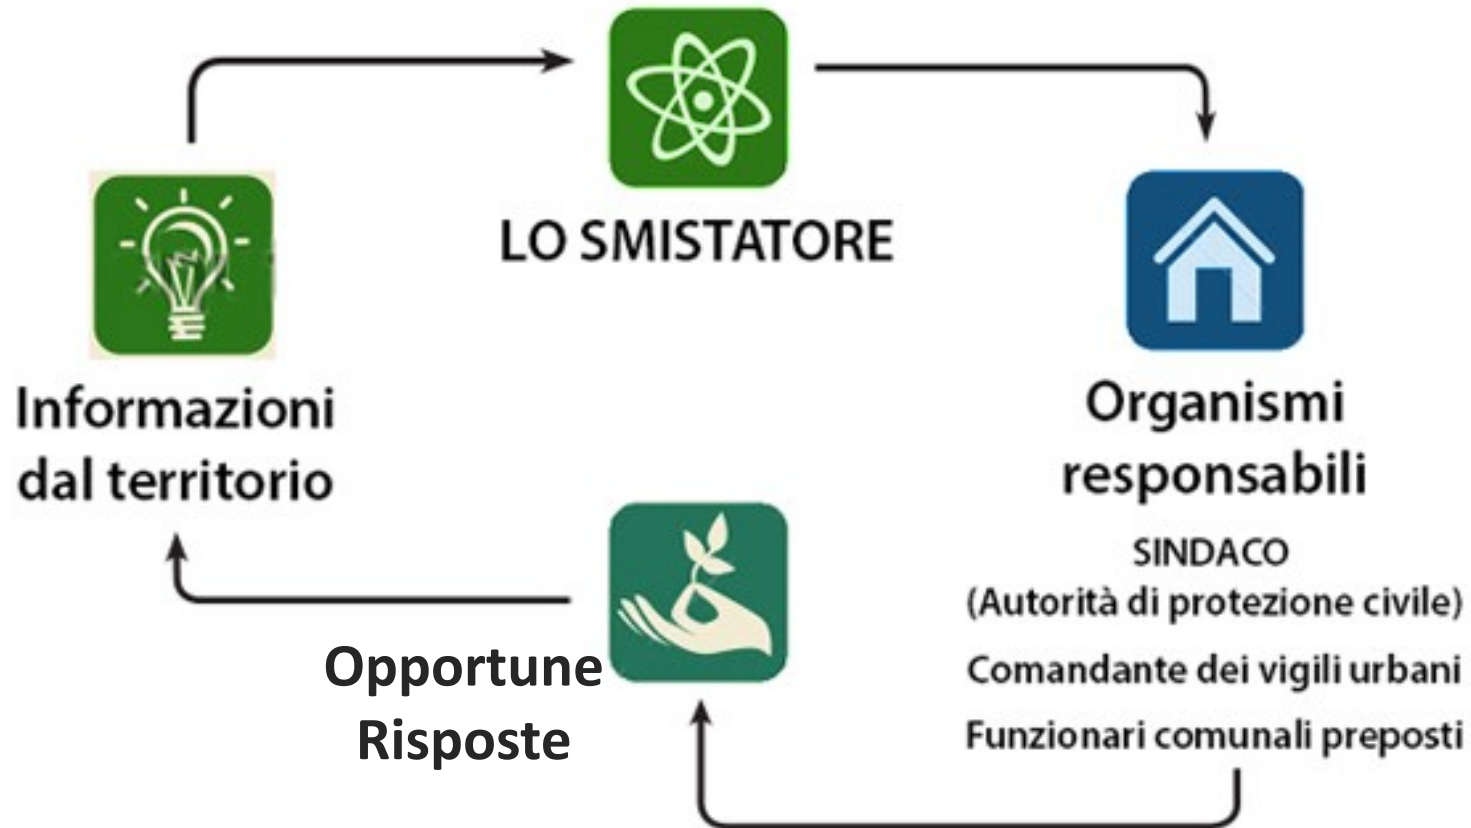 LO SMISTATORE
Informazioni
dal territorio
Organismi
responsabili
SINDACO
(Autorità di protezione civile)
Comandante dei vigili urbani
Funzionari comunali preposti
Opportune
Risposte